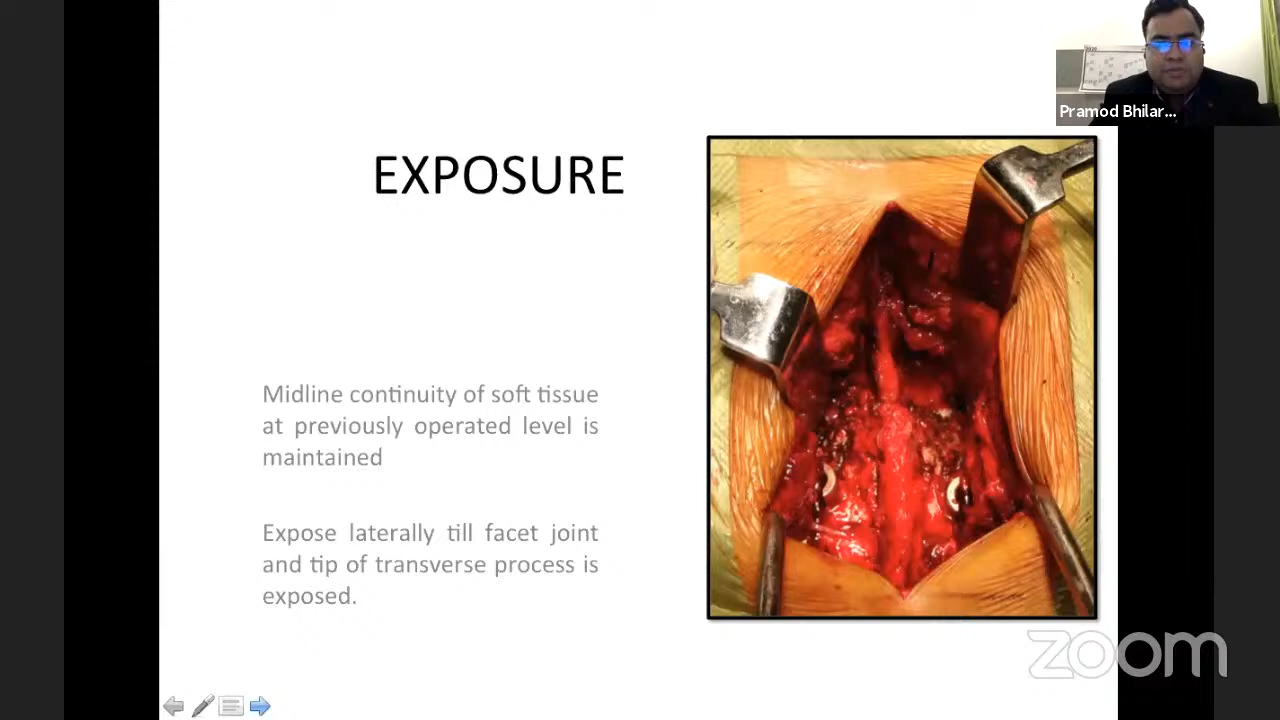 Pramod Bhilar...
EXPOSURE
Midline continuity of soft tissue
at previously operated level is
maintained
Expose laterally till facet joint
and tip of transverse process is
exposed.
zoom